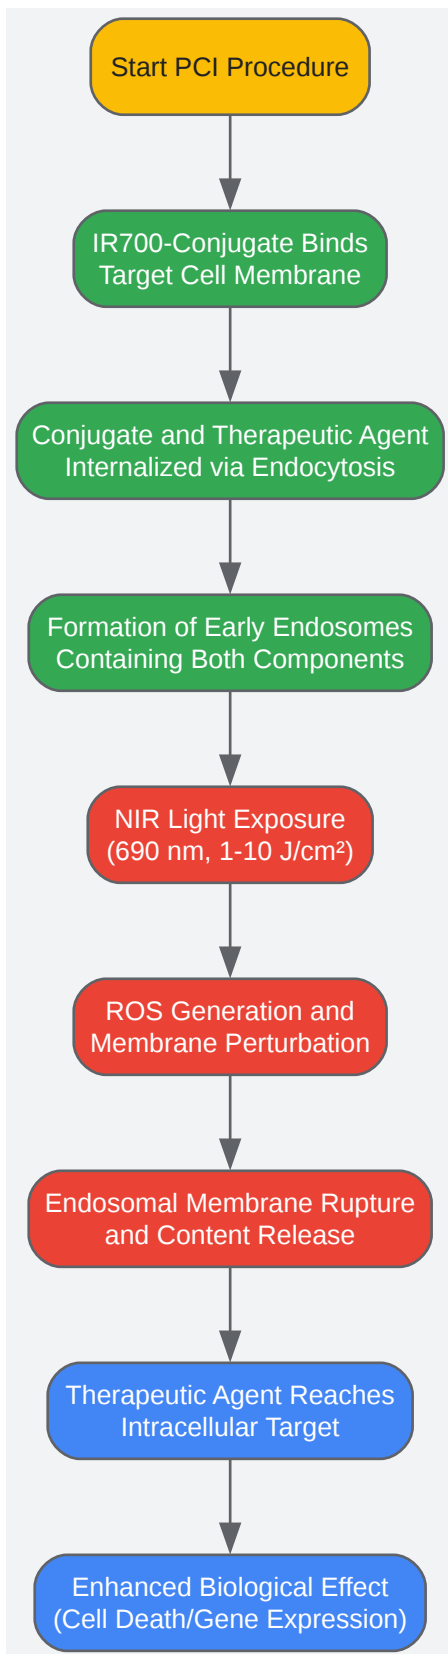 Start PCI Procedure
IR700-Conjugate Binds
Target Cell Membrane
Conjugate and Therapeutic Agent
Internalized via Endocytosis
Formation of Early Endosomes
Containing Both Components
NIR Light Exposure
(690 nm, 1-10 J/cm²)
ROS Generation and
Membrane Perturbation
Endosomal Membrane Rupture
and Content Release
Therapeutic Agent Reaches
Intracellular Target
Enhanced Biological Effect
(Cell Death/Gene Expression)